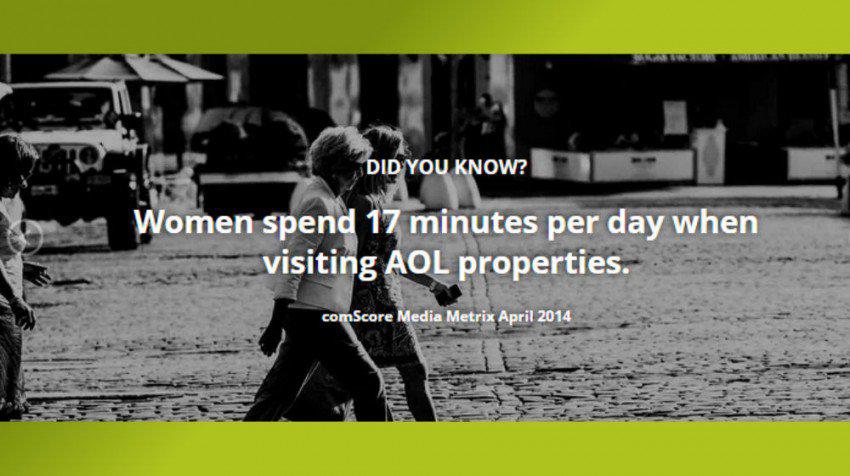 DID YOU KNOW?
Women spend 17 minutes per day when
visiting AOL properties.
comScore Media Metrix April 2014